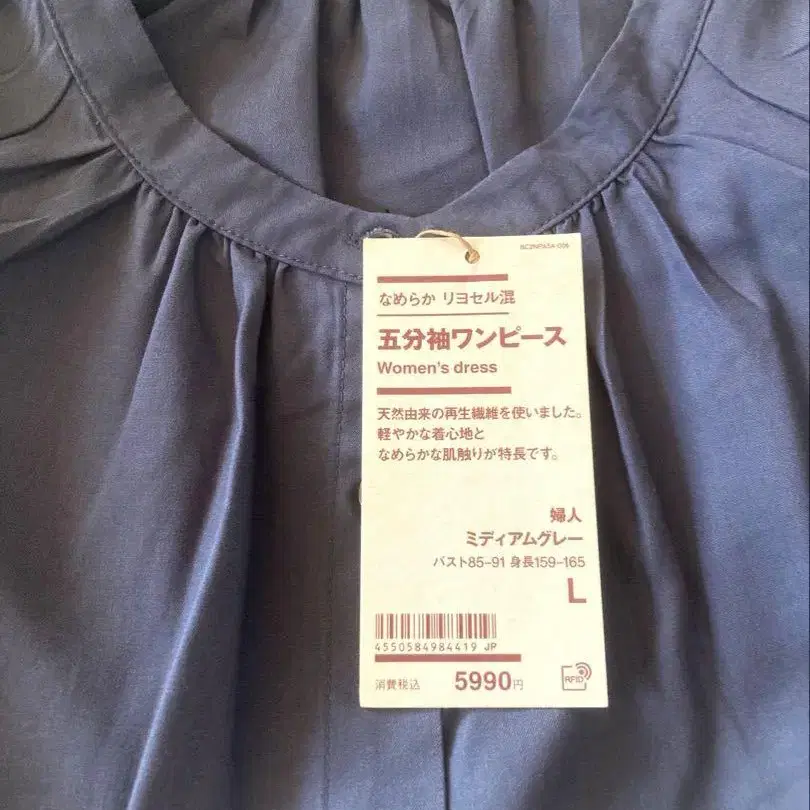 なめらか リヨセル混
五分袖ワンピース
Women's dress
天然由来の再生繊維を使いました。
軽やかな着心地と
なめらかな肌触りが特長です。
婦人
ミディアムグレー
バスト85-91 身長159-165
L
4550584984419 JP
消費税込 5990円
RFID